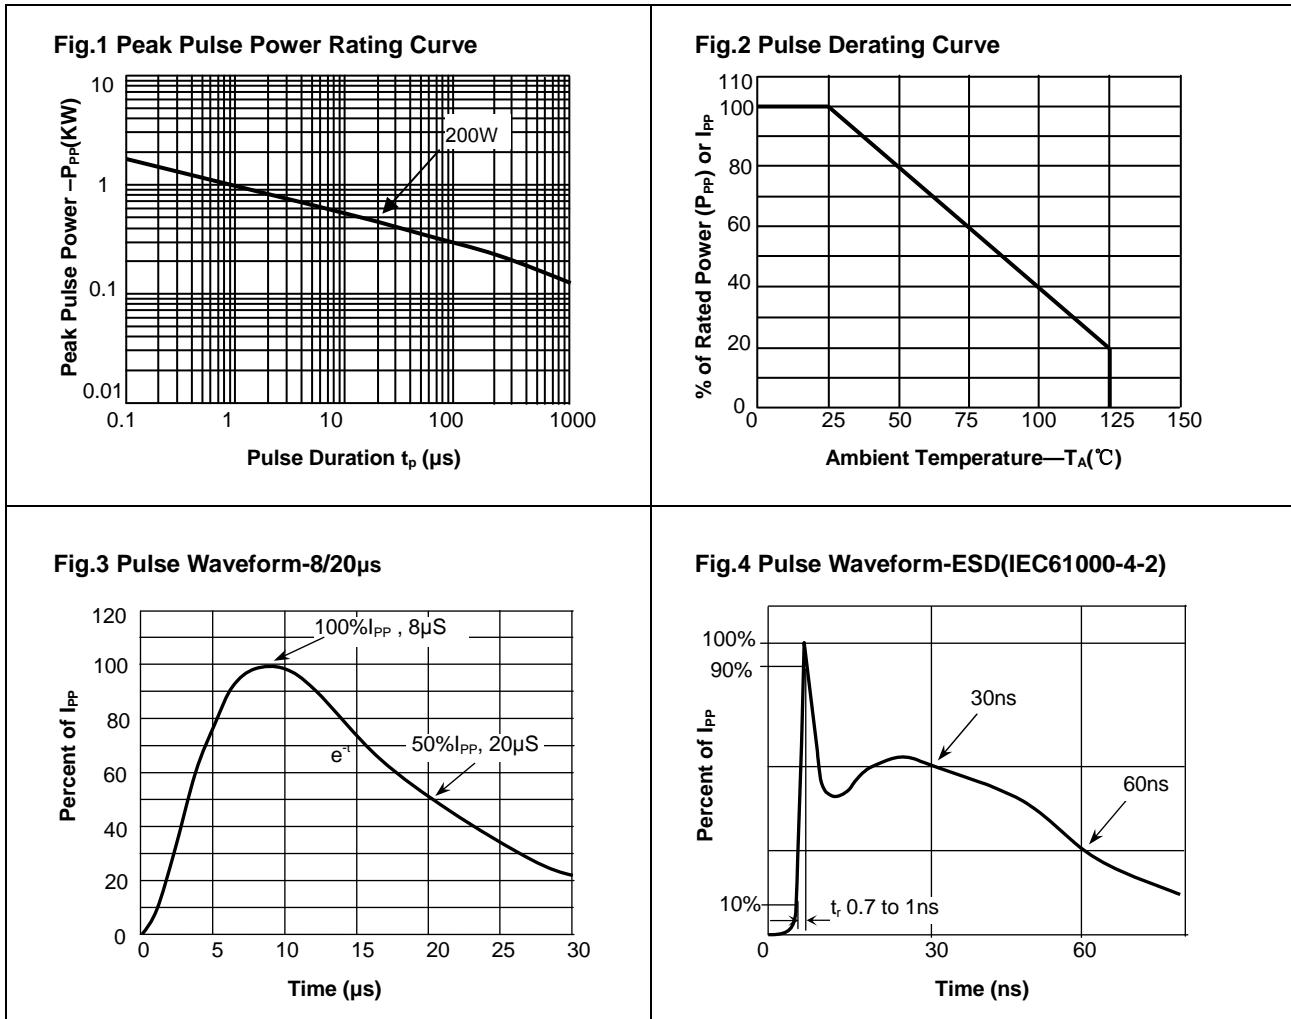 Fig.1 Peak Pulse Power Rating Curve
Peak Pulse Power –PPP(KW)
10
1
0.1
0.01
200W
0.1 1 10 100 1000
Pulse Duration tp (µs)
Fig.2 Pulse Derating Curve
% of Rated Power (PPP) or IPP
110
100
80
60
40
20
0
0 25 50 75 100 125 150
Ambient Temperature—TA(℃)
Fig.3 Pulse Waveform-8/20µs
Percent of IPP
120
100
80
60
40
20
0
100%IPP , 8µS
e-t
50%IPP, 20µS
0 5 10 15 20 25 30
Time (µs)
Fig.4 Pulse Waveform-ESD(IEC61000-4-2)
Percent of IPP
100%
90%
10%
30ns
60ns
tr 0.7 to 1ns
0 30 60
Time (ns)